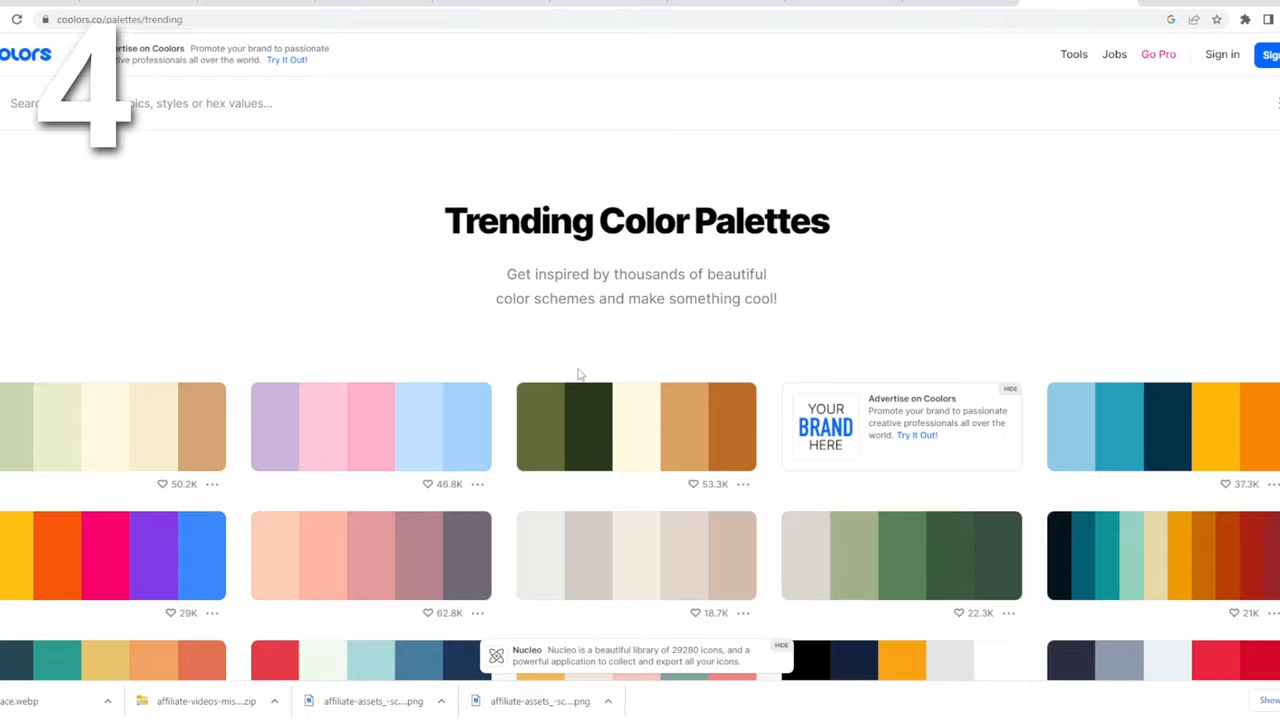 coolors.co/palettes/trending
4
olors
rtise on Coolors Promote your brand to passionate
tive professionals all over the world. Try It Out!
Tools Jobs Go Pro Sign in Sig
Sear pics, styles or hex values...
Trending Color Palettes
Get inspired by thousands of beautiful
color schemes and make something cool!
HIDE
YOUR
BRAND
HERE
Advertise on Coolors
Promote your brand to passionate
creative professionals all over the
world. Try It Out!
50.2K
46.8K
53.3K
37.3K
29K
62.8K
18.7K
22.3K
21K
Nucleo Nucleo is a beautiful library of 29280 icons, and a
powerful application to collect and export all your icons.
HIDE
ace.webp
affiliate-videos-mis....zip
affiliate-assets_-sc....png
affiliate-assets_-sc....png
Show